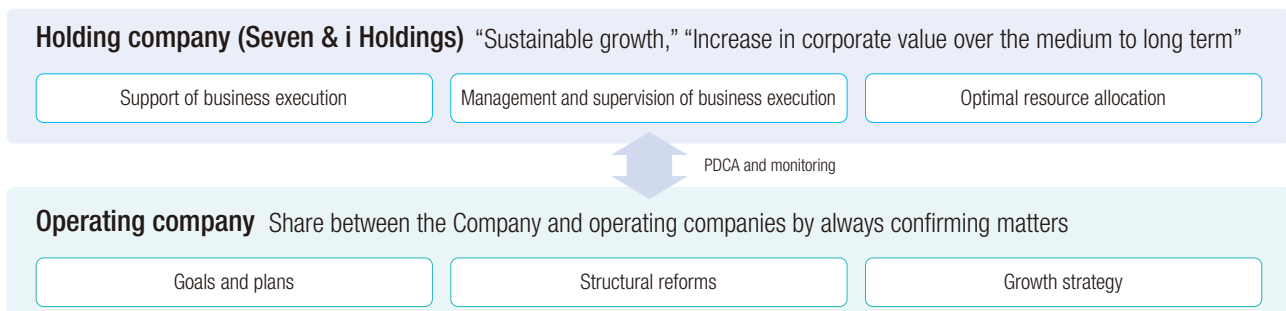 Holding company (Seven & i Holdings) “Sustainable growth,” “Increase in corporate value over the medium to long term”
Support of business execution
Management and supervision of business execution
Optimal resource allocation
PDCA and monitoring
Operating company Share between the Company and operating companies by always confirming matters
Goals and plans
Structural reforms
Growth strategy